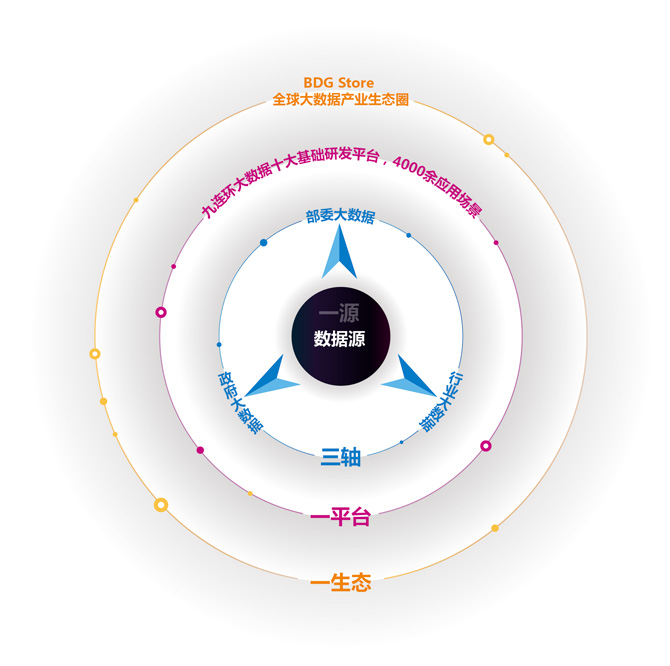 BDG Store
全球大数据产业生态圈
九连环大数据十大基础研发平台，4000余应用场景
部委大数据
一源
数据源
政府大数据
行业大数据
三轴
一平台
一生态